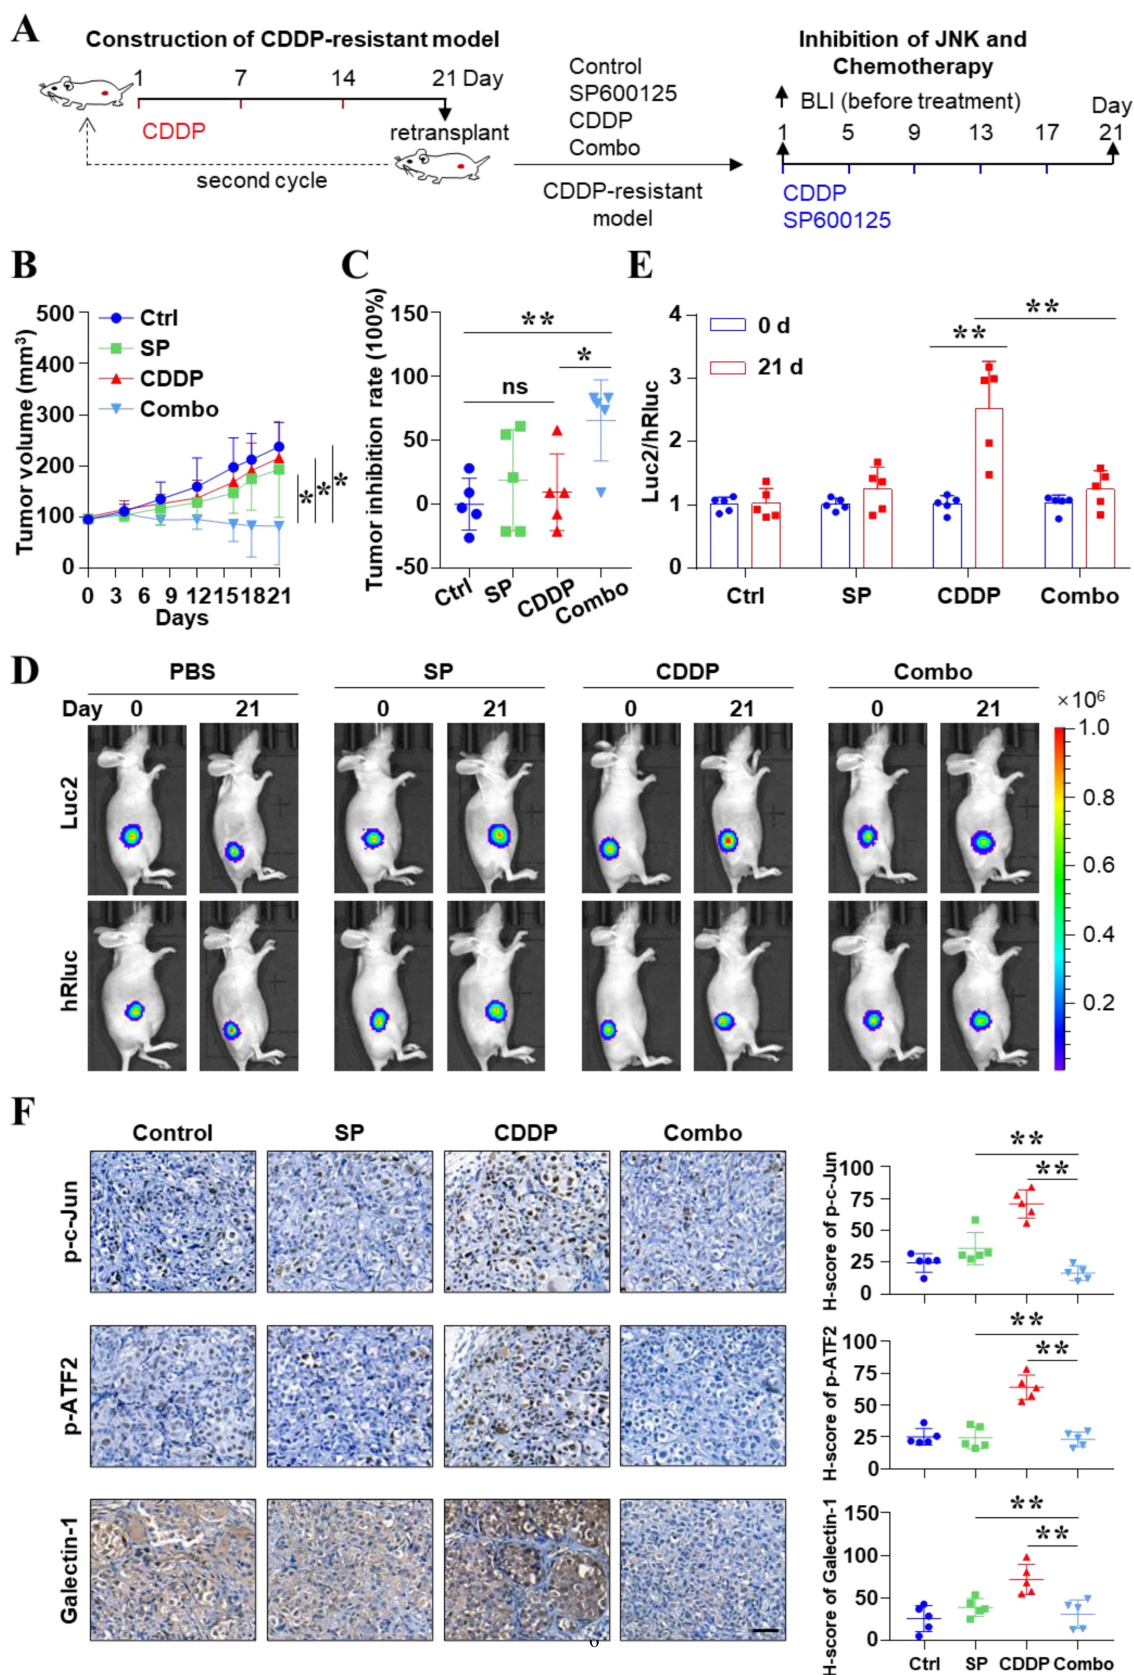 A
Construction of CDDP-resistant model
1 7 14 21 Day
CDDP
retransplant
second cycle
Control
SP600125
CDDP
Combo
CDDP-resistant
model
Inhibition of JNK and
Chemotherapy
BLI (before treatment)
Day
1 5 9 13 17 21
CDDP
SP600125
B
Tumor volume (mm³)
500
400
300
200
100
0
Ctrl
SP
CDDP
Combo
* * *
0 3 6 9 12 15 18 21
Days
C
Tumor inhibition rate (100%)
150
100
50
0
-50
**
*
ns
Ctrl SP CDDP Combo
E
Luc2/hRluc
4
3
2
1
0
0 d
21 d
** **
Ctrl SP CDDP Combo
D
PBS SP CDDP Combo
Day 0 21 0 21 0 21 0 21
Luc2
hRluc
×10⁶
1.0
0.8
0.6
0.4
0.2
F
Control SP CDDP Combo
p-c-Jun
p-ATF2
Galectin-1
H-score of p-c-Jun
100
75
50
25
0
**
**
H-score of p-ATF2
100
75
50
25
0
**
**
H-score of Galectin-1
150
100
50
0
**
**
Ctrl SP CDDP Combo